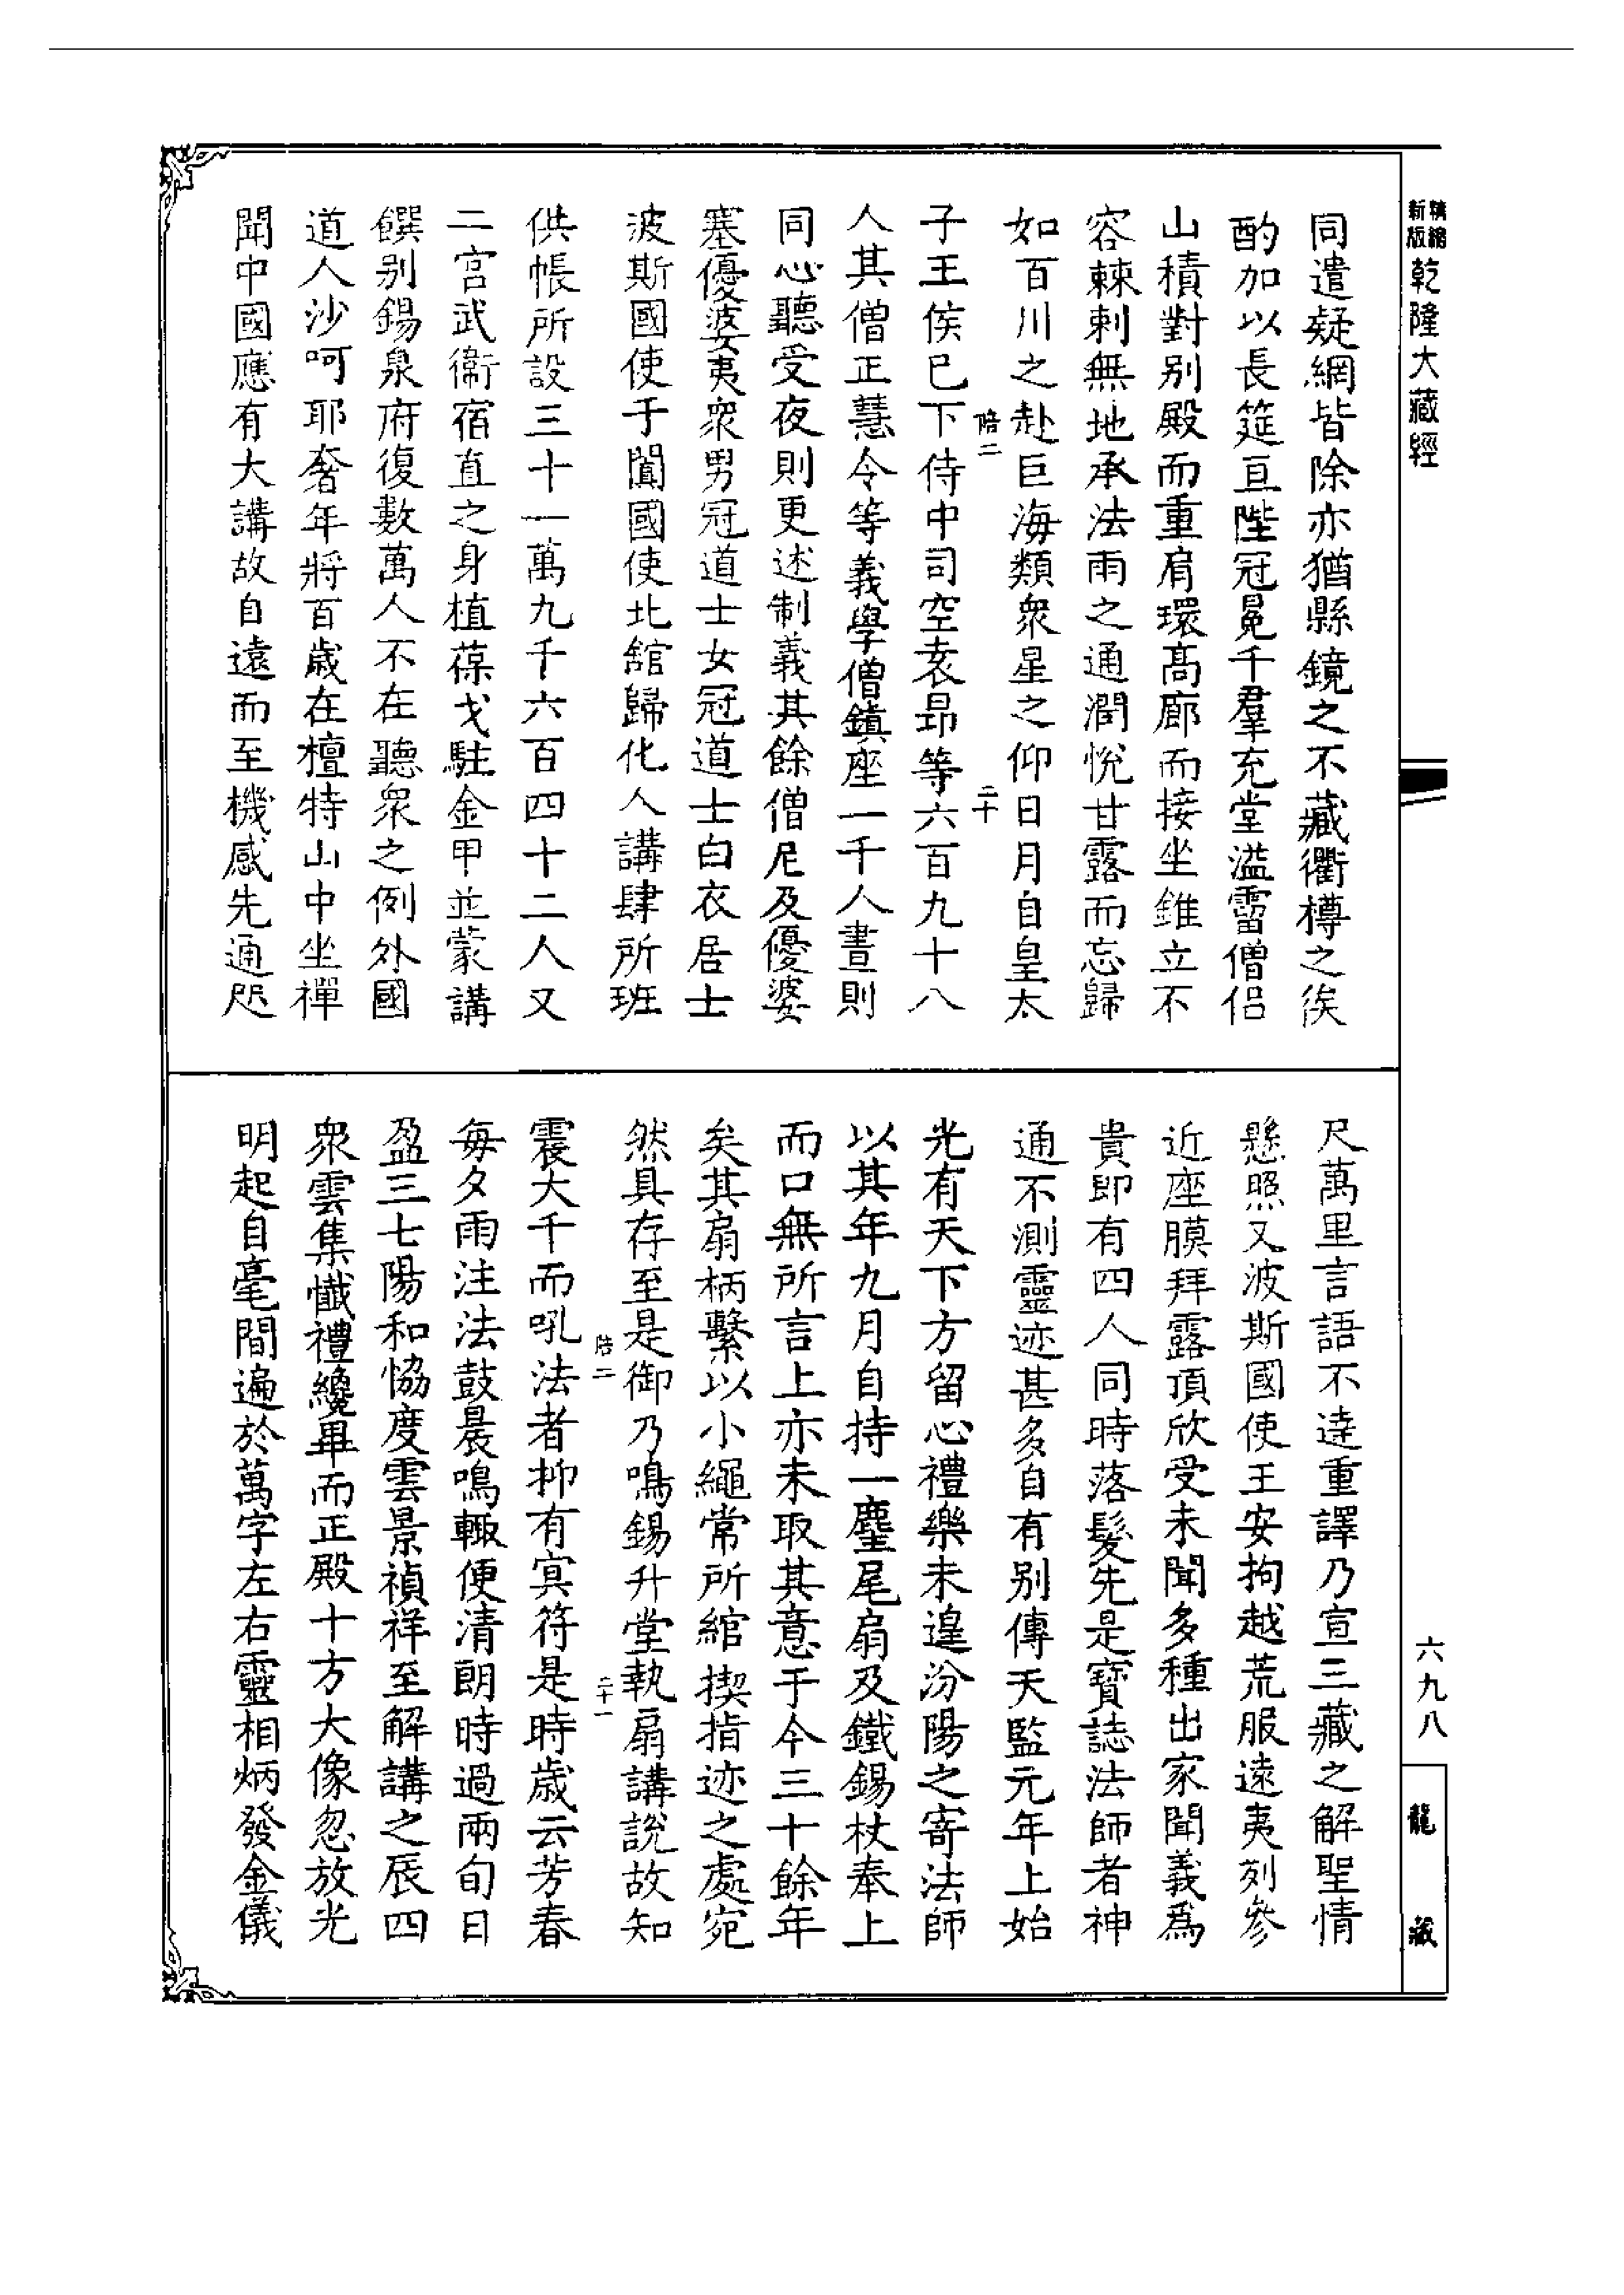 精縮新版 乾隆大藏經
同遣疑網皆除亦猶縣鏡之不藏衢樽之俟
酌加以長筵亘陛冠冕千羣充堂溢霤僧侶
山積對别殿而重肩環髙廊而接坐錐立不
容棘刺無地承法雨之通潤悅甘露而忘歸
如百川之赴巨海類衆星之仰日月自皇太
陪二 二十
子王侯已下侍中司空袁昂等六百九十八
人其僧正慧令等義學僧鎮座一千人晝則
同心聽受夜則更述制義其餘僧尼及優婆
塞優婆夷衆男冠道士女冠道士白衣居士
波斯國使于闐國使北館歸化人講肆所班
供帳所設三十一萬九千六百四十二人又
二宮武衞宿直之身植葆戈駐金甲並蒙講
饌别錫泉府復數萬人不在聽衆之例外國
道人沙呵耶奢年將百歲在檀特山中坐禪
聞中國應有大講故自遠而至機感先通咫
尺萬里言語不達重譯乃宣三藏之解聖情
懸照又波斯國使王安拘越荒服遠夷列參
近座膜拜露頂欣受未聞多種出家聞義爲
貴即有四人同時落髮先是寶誌法師者神
通不測靈迹甚多自有别傳天監元年上始
光有天下方留心禮樂未遑汾陽之寄法師
以其年九月自持一麈尾扇及鐵錫杖奉上
而口無所言上亦未取其意于今三十餘年
矣其扇柄繫以小繩常所綰揳指迹之處宛
然具存至是御乃鳴錫升堂執扇講說故知
陪二 二十一
震大千而吼法者抑有冥符是時歲云芳春
每夕雨注法鼓晨鳴輙便清朗時過兩旬日
盈三七陽和恊度雲景禎祥至解講之辰四
衆雲集懺禮纔畢而正殿十方大像忽放光
明起自毫間遍於萬字左右靈相炳發金儀
六九八
龍藏